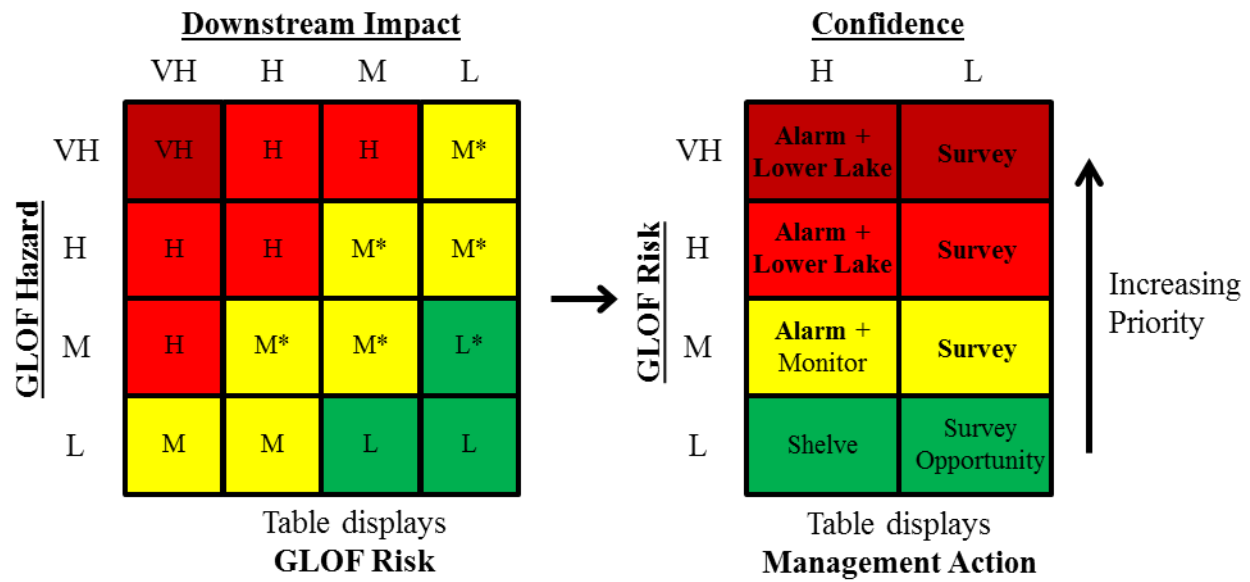 Downstream Impact
VH H M L
GLOF Hazard
VH VH H H M*
H H H M* M*
M H M* M* L*
L M M L L
Table displays
GLOF Risk
Confidence
H L
GLOF Risk
VH Alarm + Survey
Lower Lake
H Alarm + Survey
Lower Lake
M Alarm + Survey
Monitor
L Shelve Survey
Opportunity
Table displays
Management Action
Increasing
Priority